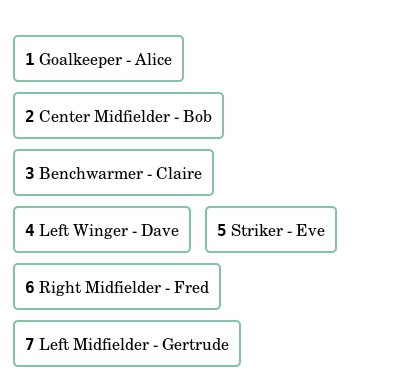 1 Goalkeeper - Alice
2 Center Midfielder - Bob
3 Benchwarmer - Claire
4 Left Winger - Dave 5 Striker - Eve
6 Right Midfielder - Fred
7 Left Midfielder - Gertrude